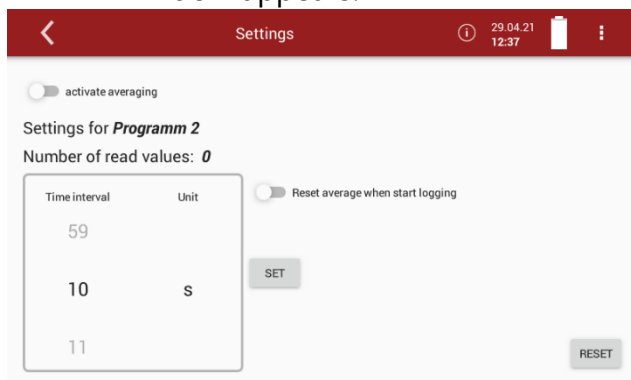 appears.
Settings
29.04.21
12:37
activate averaging
Settings for Programm 2
Number of read values: 0
Time interval Unit
Reset average when start logging
59
10 s
SET
11
RESET